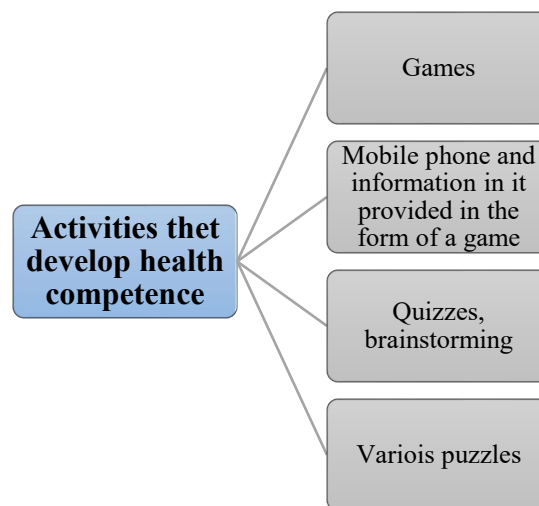 Activities thet
develop health
competence
Games
Mobile phone and
information in it
provided in the
form of a game
Quizzes,
brainstorming
Variois puzzles